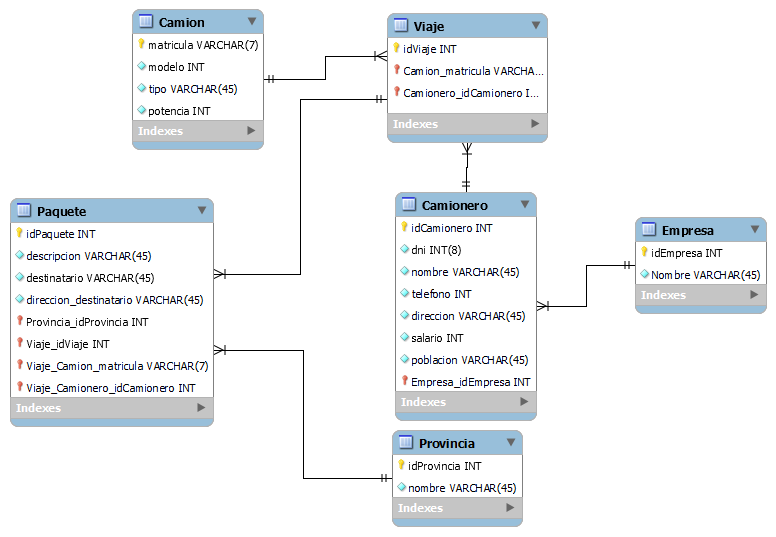 Camion
matricula VARCHAR(7)
modelo INT
tipo VARCHAR(45)
potencia INT
Indexes
Viaje
idViaje INT
Camion_matricula VARCHA...
Camionero_idCamionero I...
Indexes
Paquete
idPaquete INT
descripcion VARCHAR(45)
destinatario VARCHAR(45)
direccion_destinatario VARCHAR(45)
Provincia_idProvincia INT
Viaje_idViaje INT
Viaje_Camion_matricula VARCHAR(7)
Viaje_Camionero_idCamionero INT
Indexes
Camionero
idCamionero INT
dni INT(8)
nombre VARCHAR(45)
telefono INT
direccion VARCHAR(45)
salario INT
poblacion VARCHAR(45)
Empresa_idEmpresa INT
Indexes
Empresa
idEmpresa INT
Nombre VARCHAR(45)
Indexes
Provincia
idProvincia INT
nombre VARCHAR(45)
Indexes